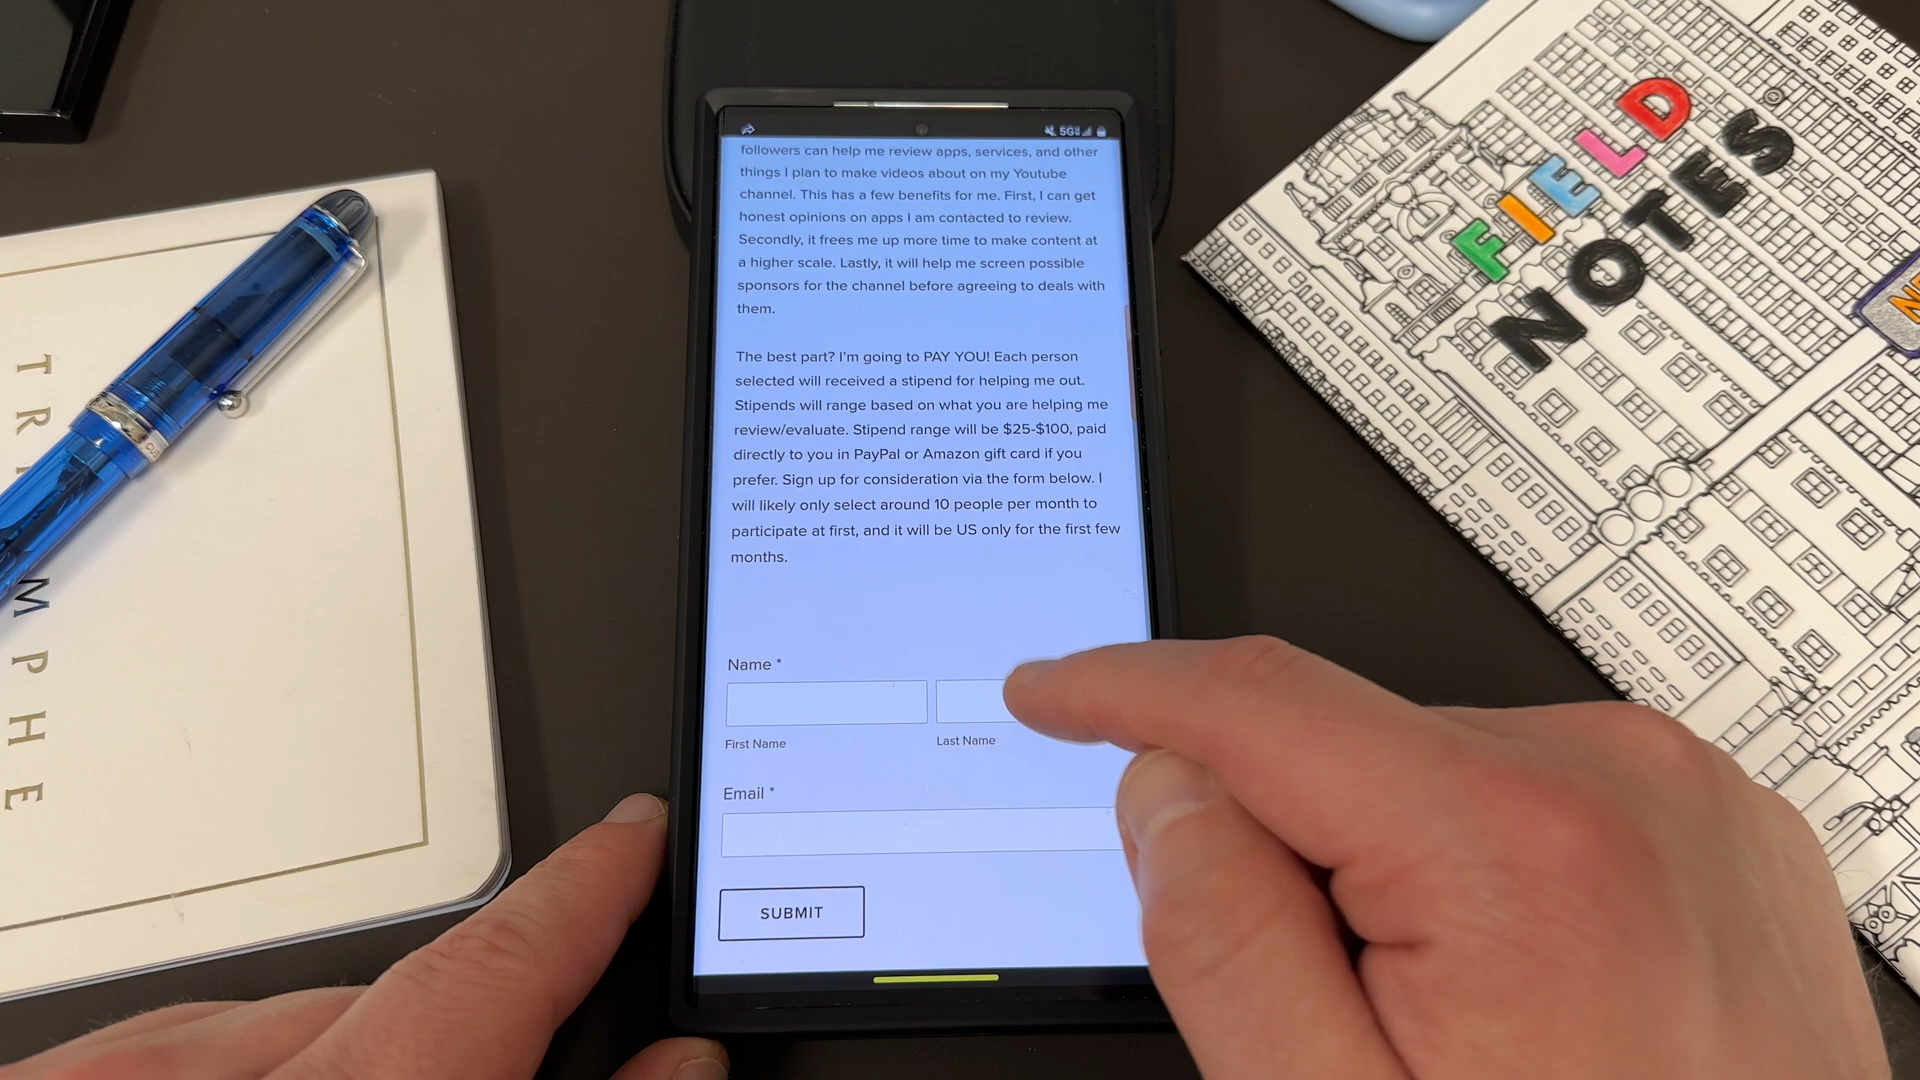 5G
followers can help me review apps, services, and other
things I plan to make videos about on my Youtube
channel. This has a few benefits for me. First, I can get
honest opinions on apps I am contacted to review.
Secondly, it frees me up more time to make content at
a higher scale. Lastly, it will help me screen possible
sponsors for the channel before agreeing to deals with
them.
The best part? I'm going to PAY YOU! Each person
selected will received a stipend for helping me out.
Stipends will range based on what you are helping me
review/evaluate. Stipend range will be $25-$100, paid
directly to you in PayPal or Amazon gift card if you
prefer. Sign up for consideration via the form below. I
will likely only select around 10 people per month to
participate at first, and it will be US only for the first few
months.
Name *
First Name
Last Name
Email *
SUBMIT
FIELD
NOTES